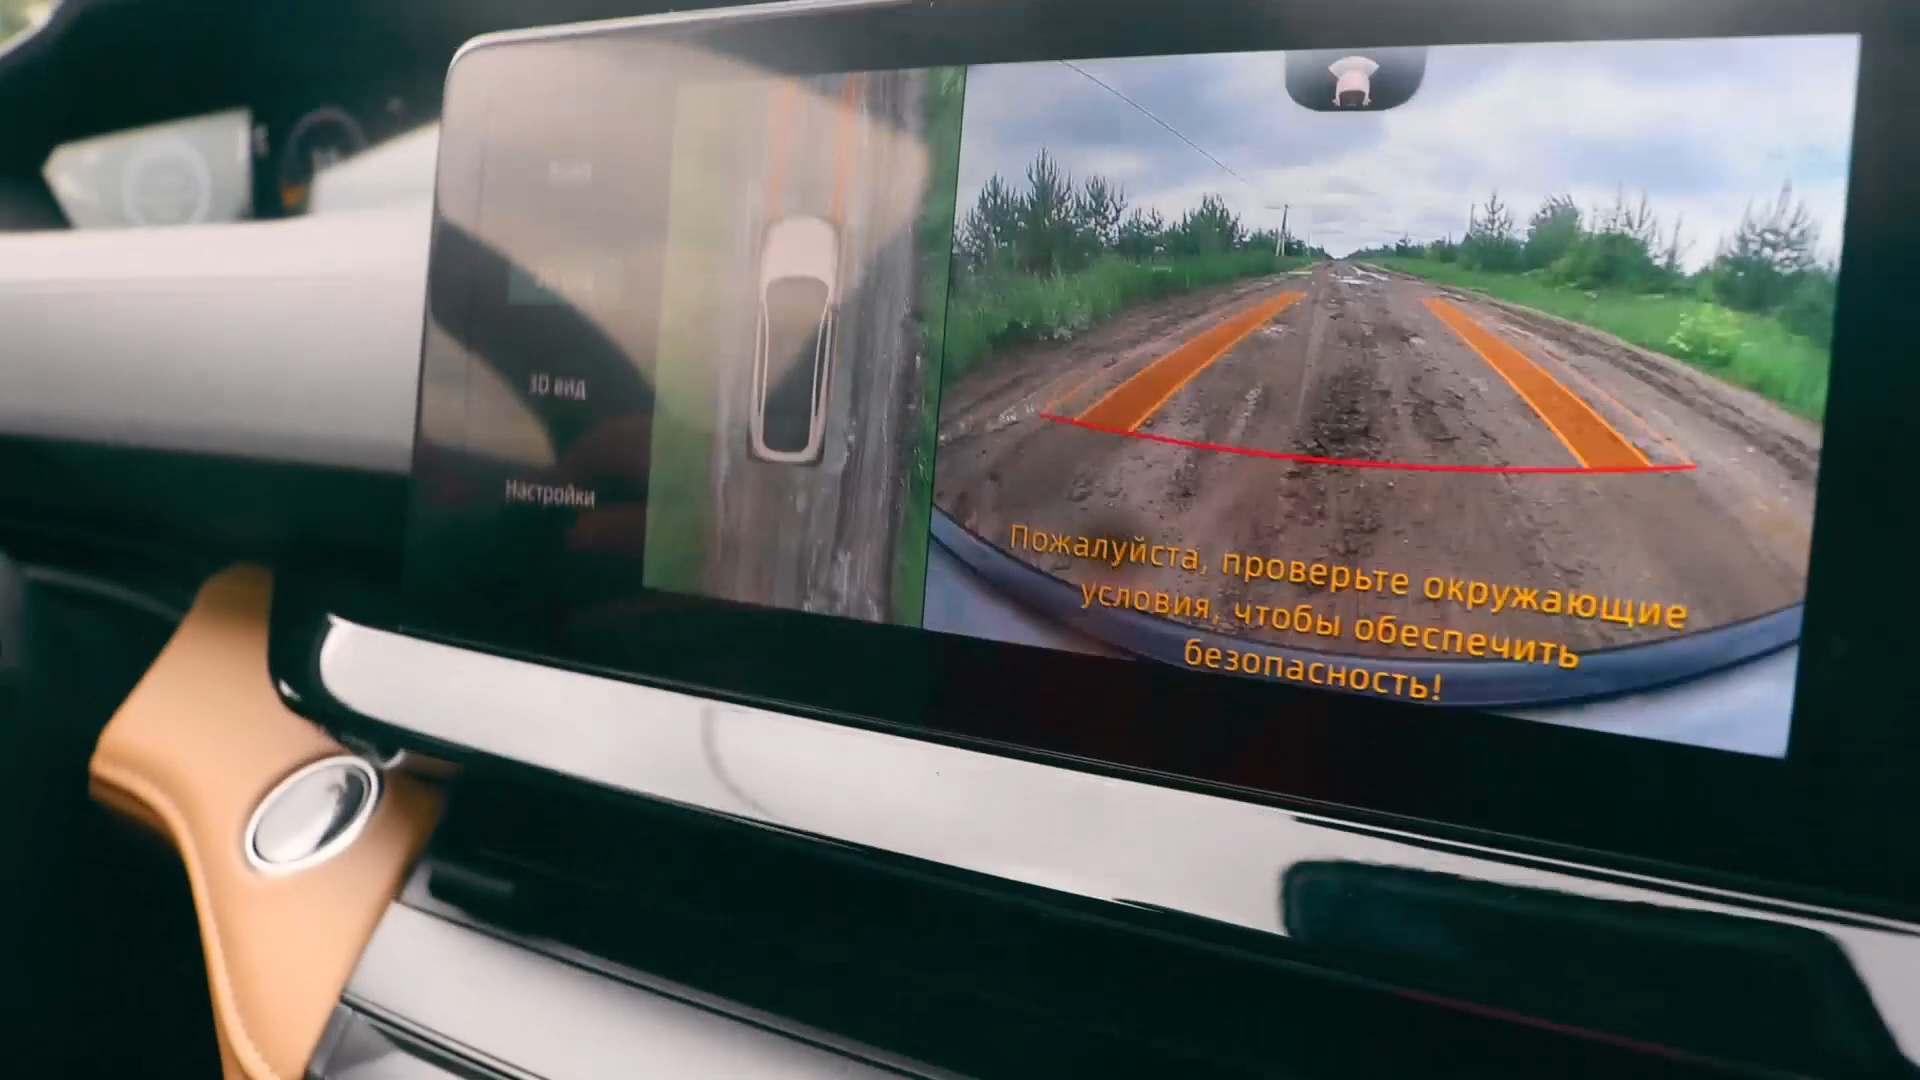 3D вид
Настройки
Пожалуйста, проверьте окружающие
условия, чтобы обеспечить
безопасность!